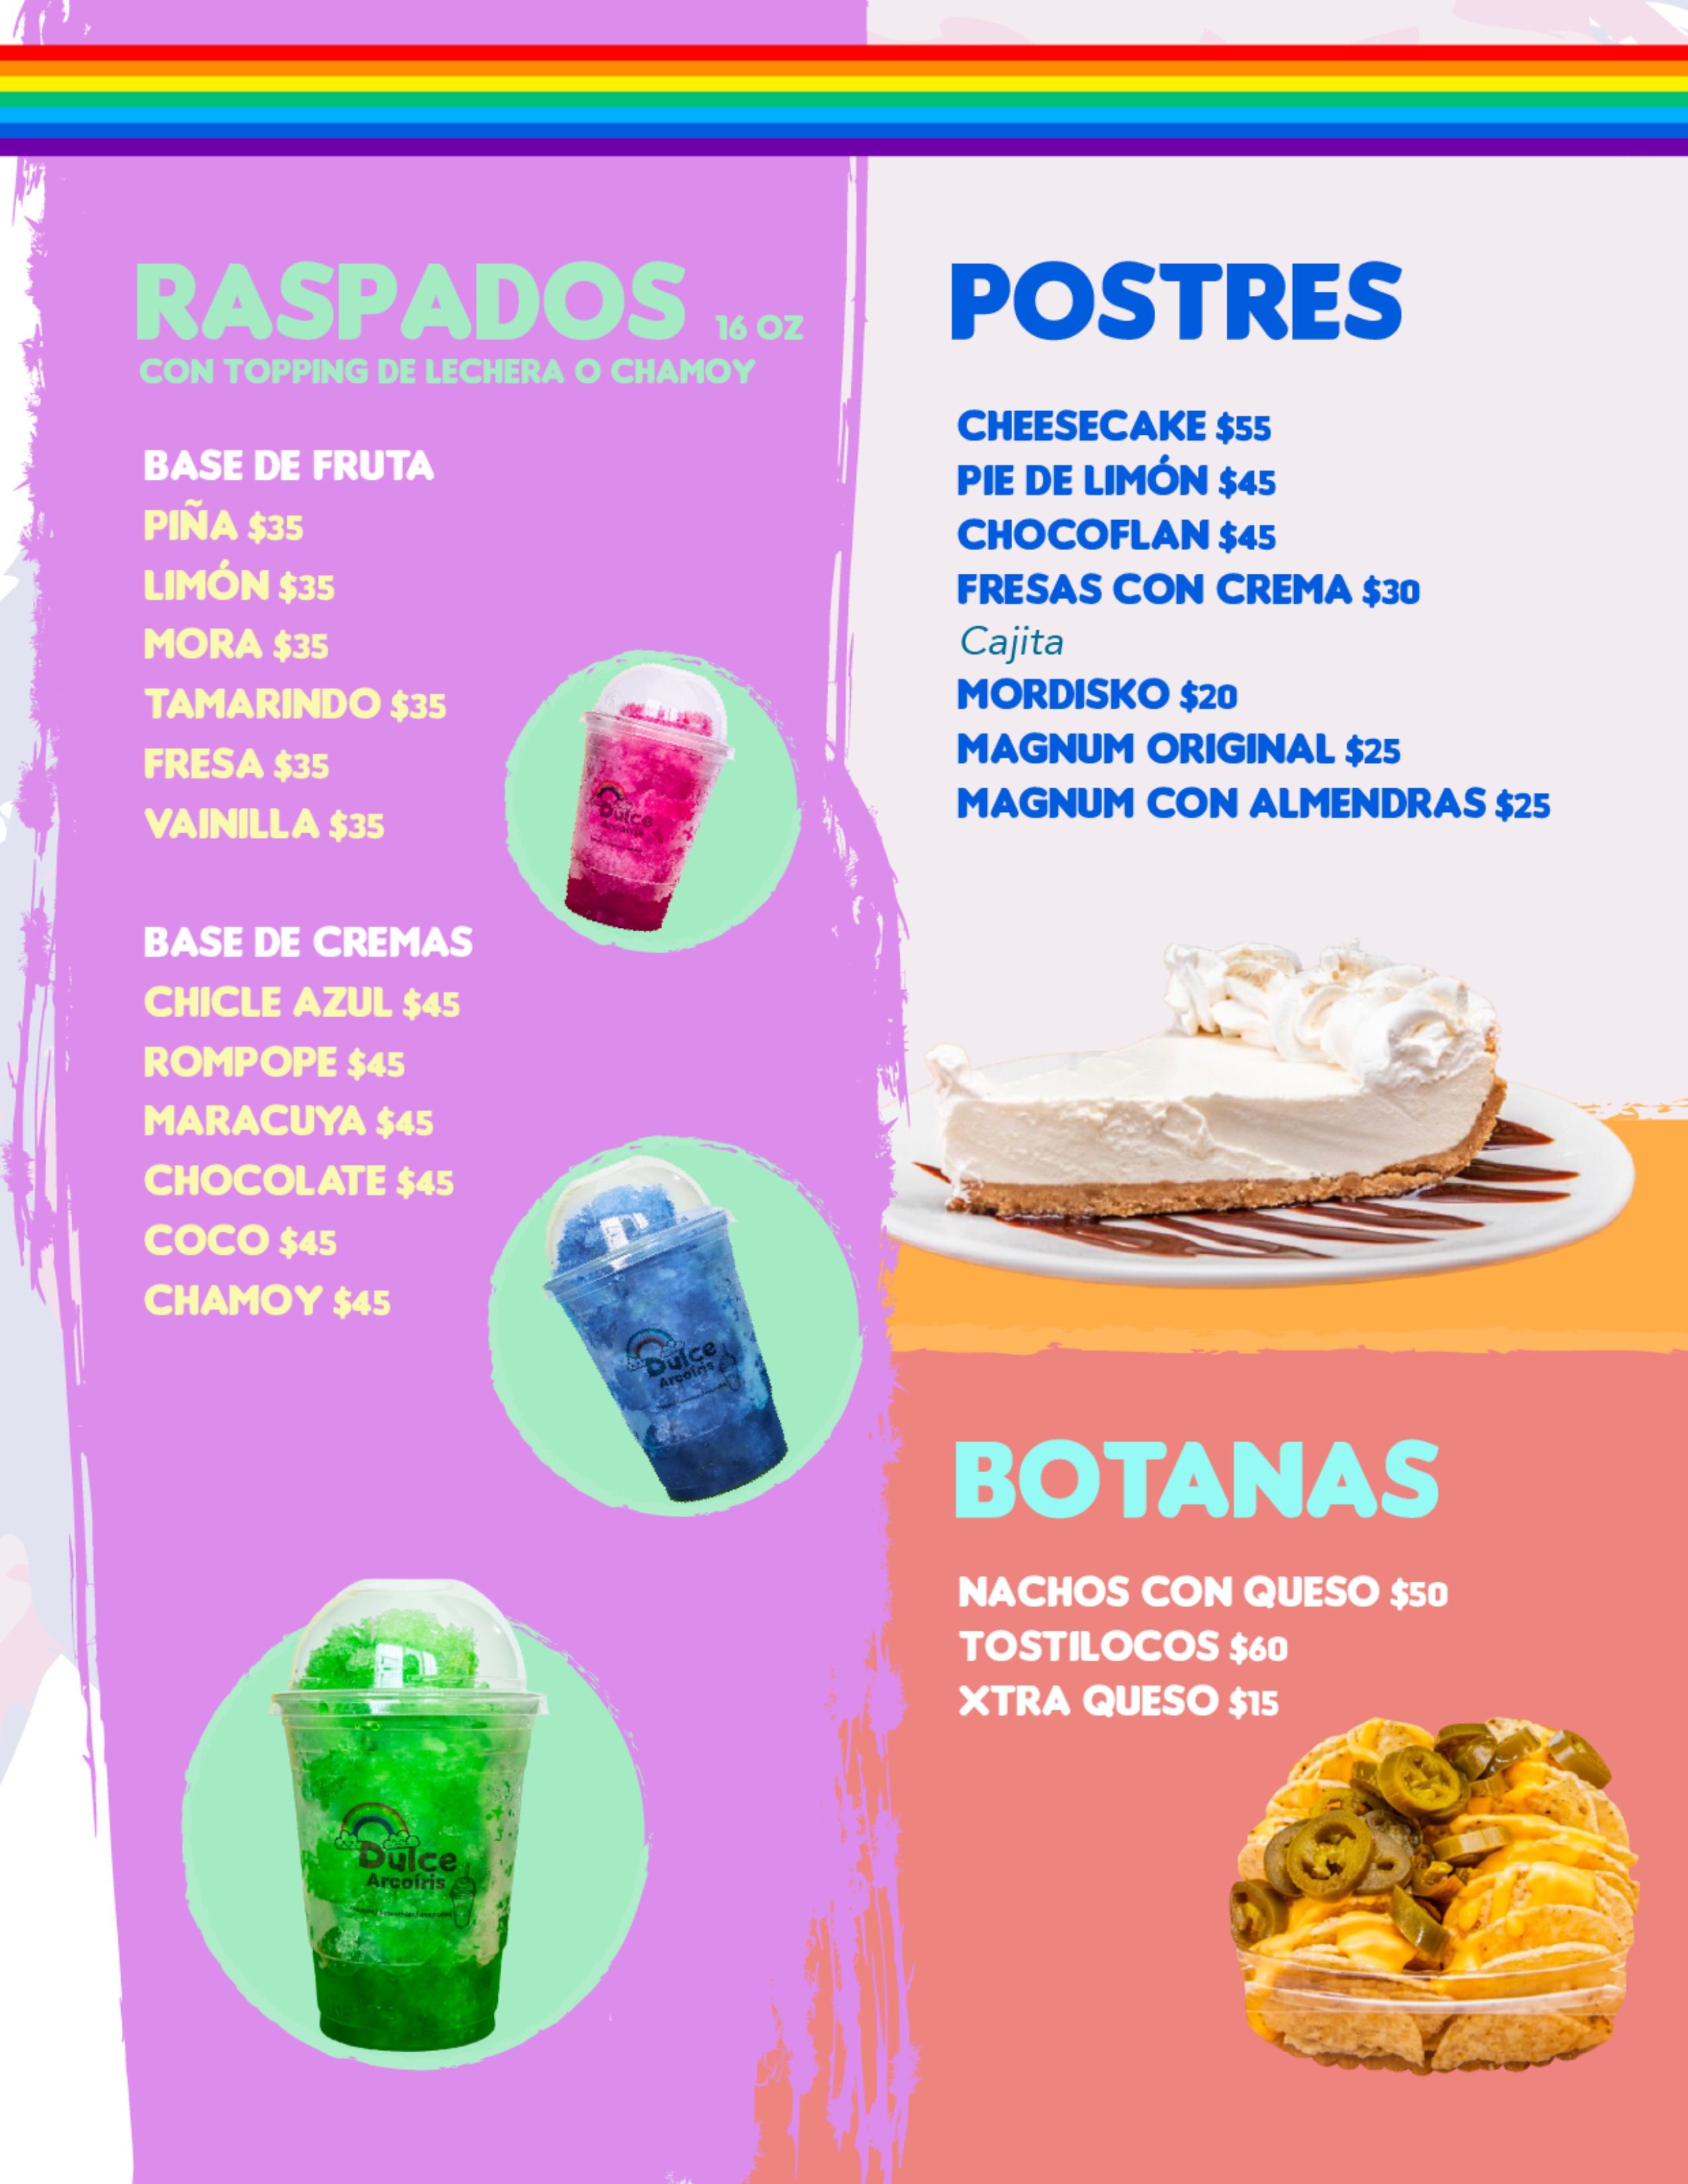 RASPADOS 16 OZ
CON TOPPING DE LECHERA O CHAMOY
BASE DE FRUTA
PIÑA $35
LIMÓN $35
MORA $35
TAMARINDO $35
FRESA $35
VAINILLA $35
BASE DE CREMAS
CHICLE AZUL $45
ROMPOPE $45
MARACUYA $45
CHOCOLATE $45
COCO $45
CHAMOY $45
Dulce
Arcoíris
Dulce
Arcoíris
Dulce
Arcoíris
POSTRES
CHEESECAKE $55
PIE DE LIMÓN $45
CHOCOFLAN $45
FRESAS CON CREMA $30
Cajita
MORDISKO $20
MAGNUM ORIGINAL $25
MAGNUM CON ALMENDRAS $25
BOTANAS
NACHOS CON QUESO $50
TOSTILOCOS $60
XTRA QUESO $15